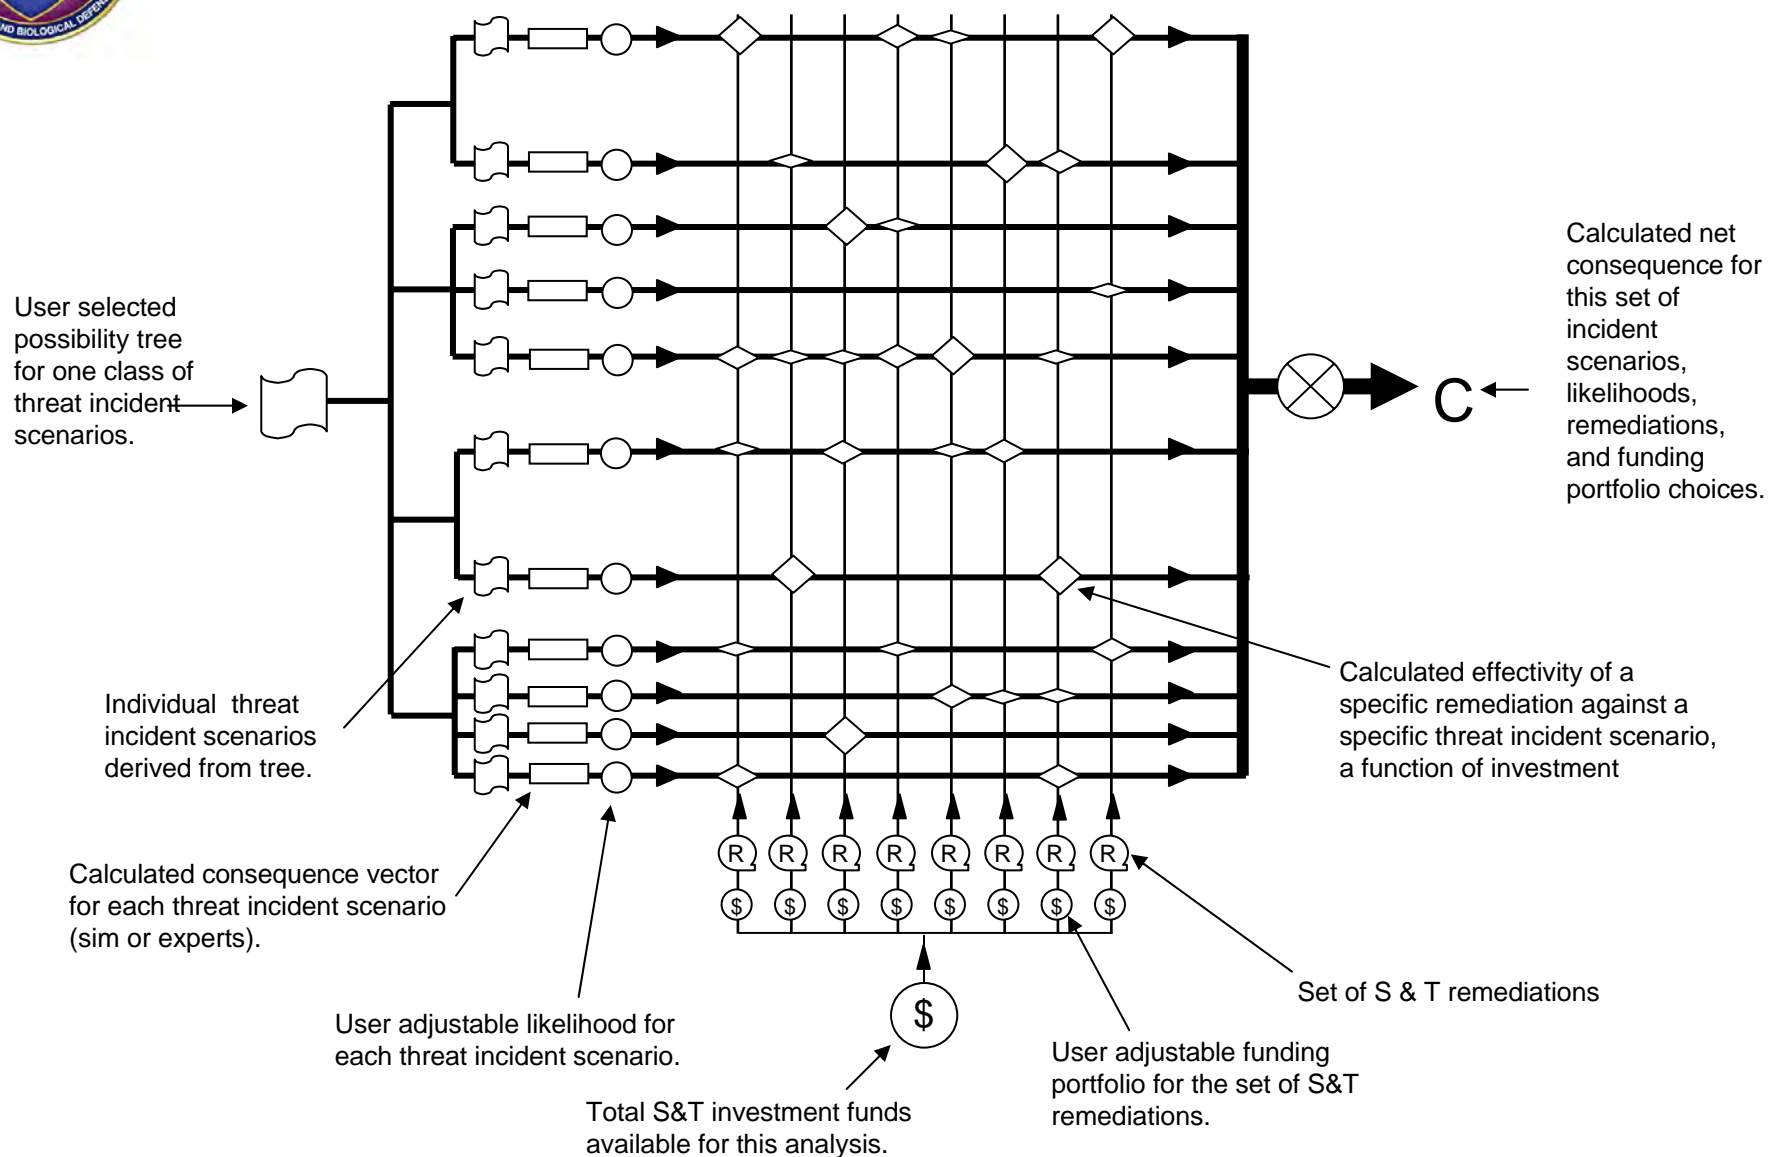 ND BIOLOGICAL DEFEN
User selected
possibility tree
for one class of
threat incident
scenarios.
Calculated net
consequence for
this set of
incident
scenarios,
likelihoods,
remediations,
and funding
portfolio choices.
C
Individual threat
incident scenarios
derived from tree.
Calculated effectivity of a
specific remediation against a
specific threat incident scenario,
a function of investment
Calculated consequence vector
for each threat incident scenario
(sim or experts).
R R R R R R R R
$ $ $ $ $ $ $ $
$
Set of S & T remediations
User adjustable likelihood for
each threat incident scenario.
User adjustable funding
portfolio for the set of S&T
remediations.
Total S&T investment funds
available for this analysis.